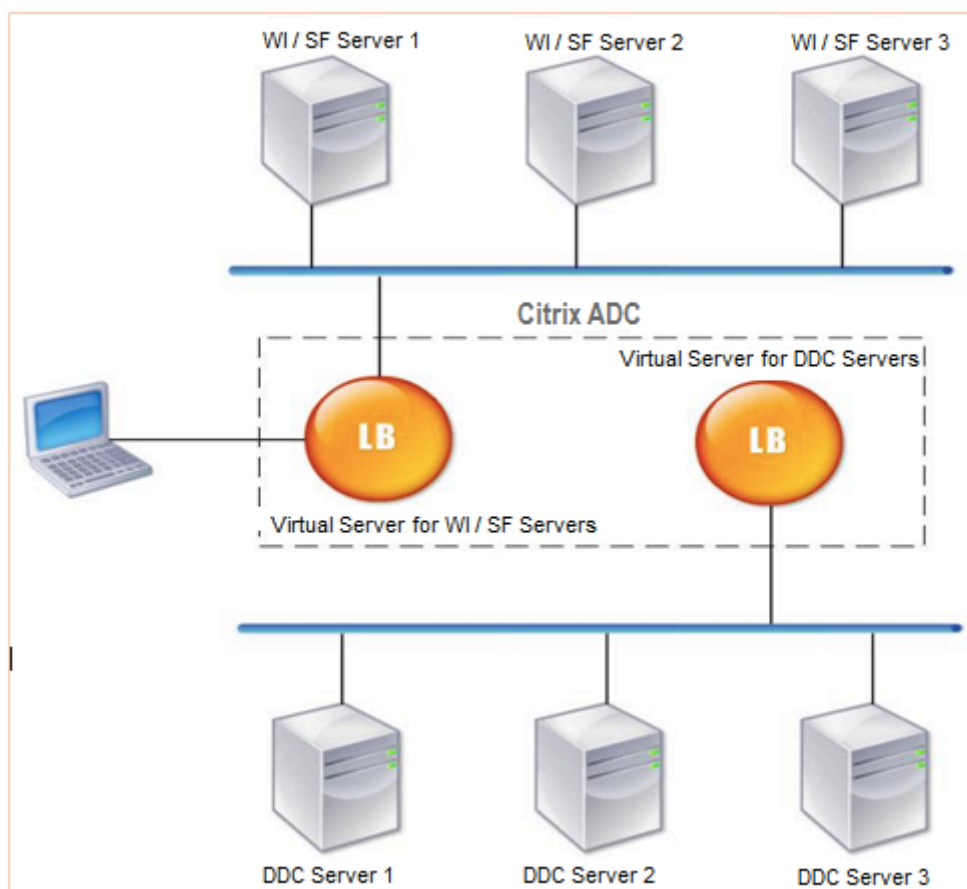 WI / SF Server 1
WI / SF Server 2
WI / SF Server 3
Citrix ADC
Virtual Server for DDC Servers
LB
LB
Virtual Server for WI / SF Servers
DDC Server 1
DDC Server 2
DDC Server 3